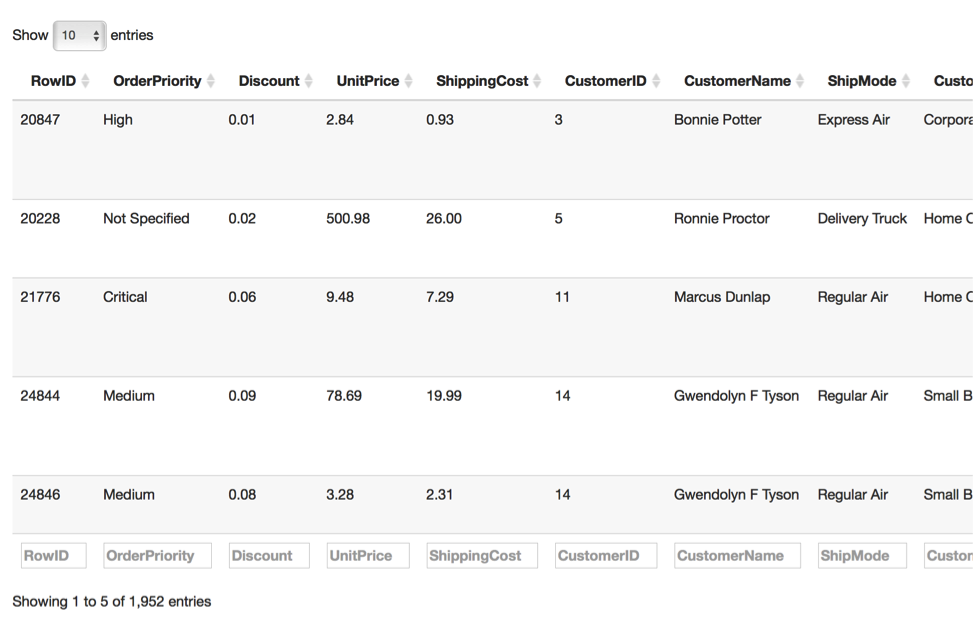 Show 10 entries
RowID OrderPriority Discount UnitPrice ShippingCost CustomerID CustomerName ShipMode Custo
20847 High 0.01 2.84 0.93 3 Bonnie Potter Express Air Corpora
20228 Not Specified 0.02 500.98 26.00 5 Ronnie Proctor Delivery Truck Home C
21776 Critical 0.06 9.48 7.29 11 Marcus Dunlap Regular Air Home C
24844 Medium 0.09 78.69 19.99 14 Gwendolyn F Tyson Regular Air Small B
24846 Medium 0.08 3.28 2.31 14 Gwendolyn F Tyson Regular Air Small B
RowID OrderPriority Discount UnitPrice ShippingCost CustomerID CustomerName ShipMode Custon
Showing 1 to 5 of 1,952 entries